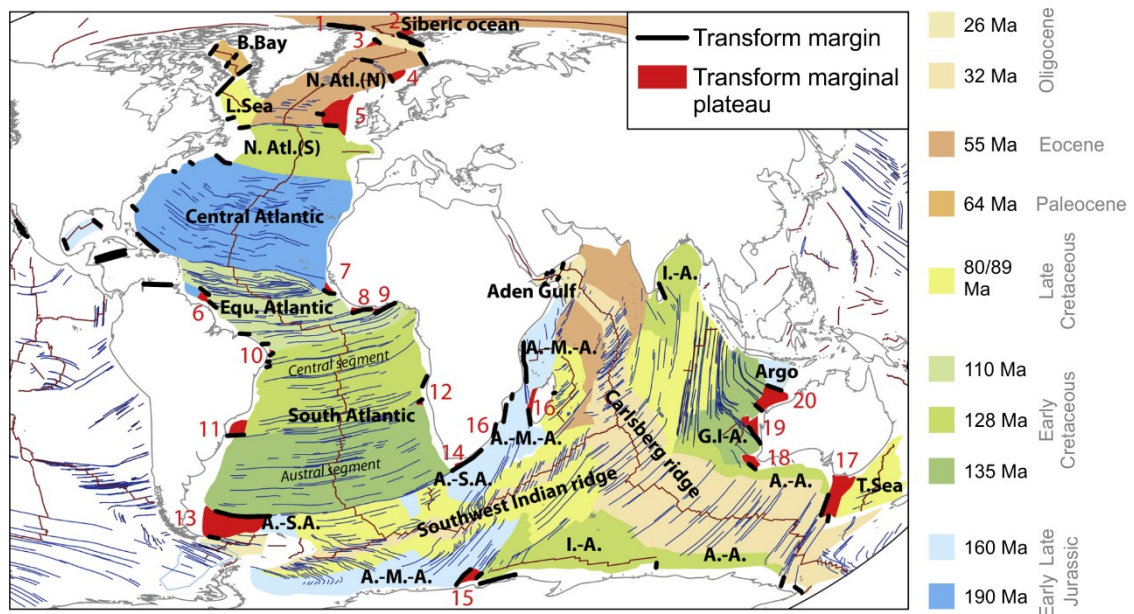 1
2
Siberic ocean
B.Bay
3
N. Atl.(N)
4
L.Sea
5
N. Atl.(S)
Central Atlantic
Transform margin
Transform marginal
plateau
7
Aden Gulf
I.-A.
6
Equ. Atlantic
8
9
10
Central segment
A.-M.-A.
Argo
12
20
South Atlantic
16
16
Carlsberg ridge
11
A.-M.-A.
G.I-A.
19
14
18
17
Austral segment
A.-S.A.
A.-A.
T.Sea
13
A.-S.A.
Southwest Indian ridge
I.-A.
A.-A.
A.-M.-A.
15
26 Ma
32 Ma
Oligocene
55 Ma
Eocene
64 Ma
Paleocene
80/89
Ma
Late
Cretaceous
110 Ma
128 Ma
135 Ma
Early
Cretaceous
160 Ma
190 Ma
Early Late
Jurassic